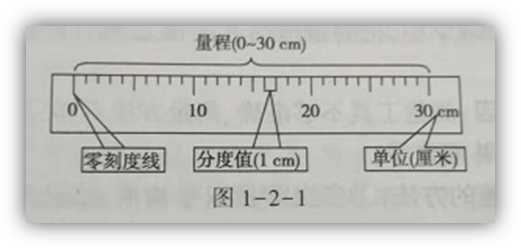 量程(0~30 cm)
0 10 20 30 cm
零刻度线 分度值(1 cm) 单位(厘米)
图 1-2-1